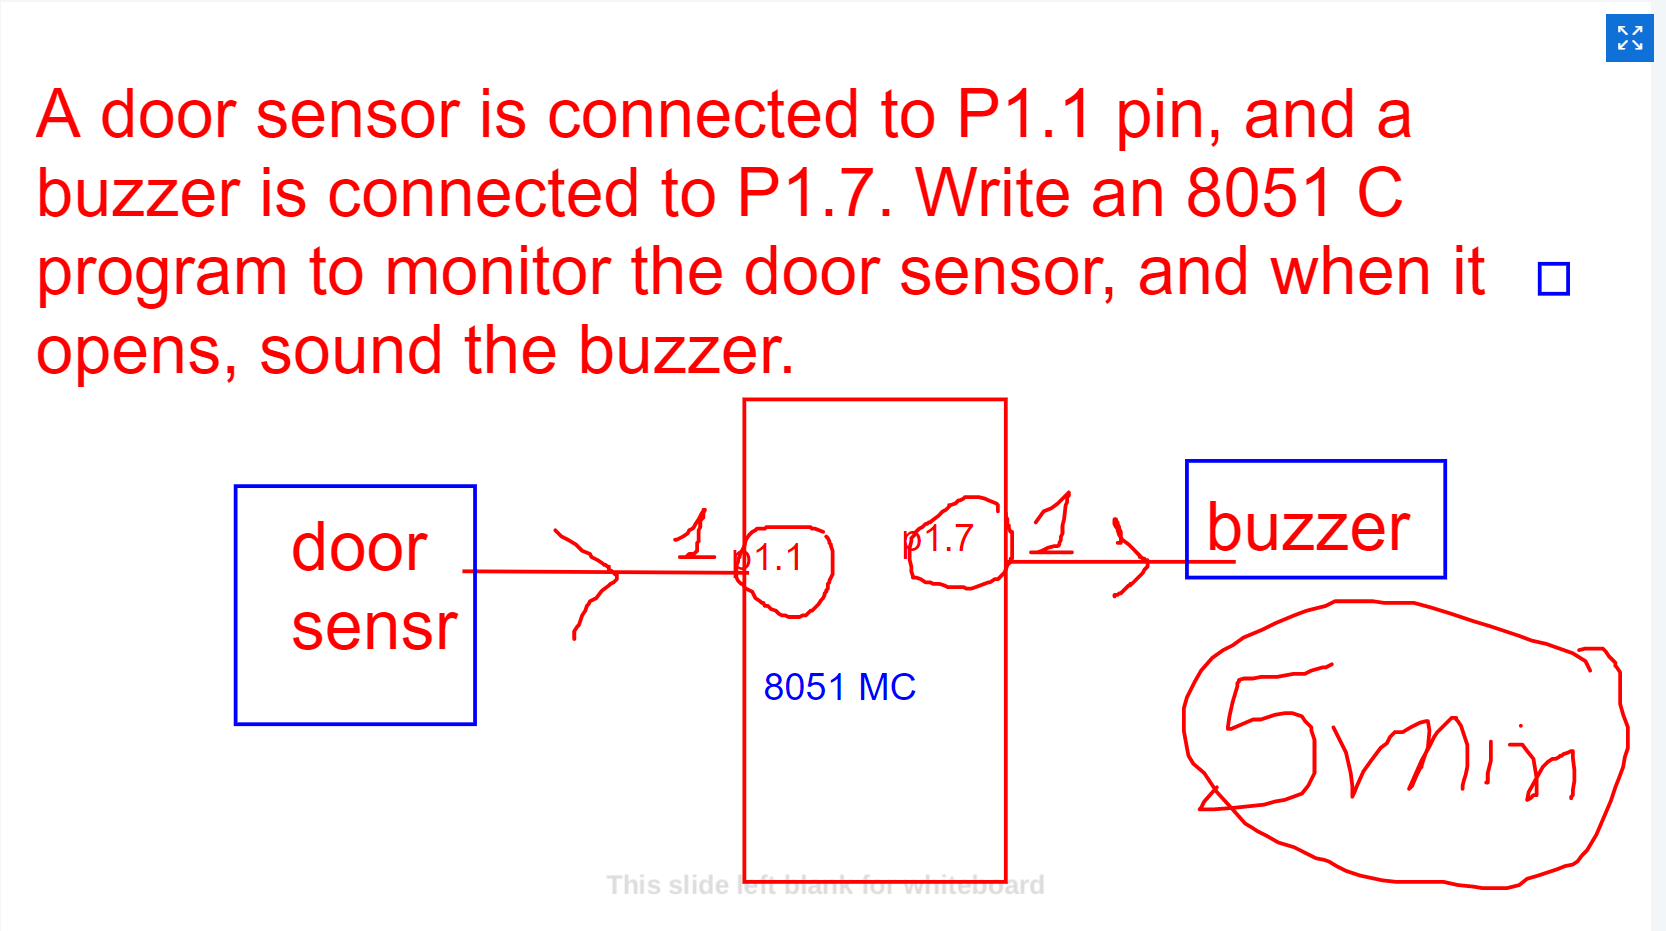 A door sensor is connected to P1.1 pin, and a
buzzer is connected to P1.7. Write an 8051 C
program to monitor the door sensor, and when it
opens, sound the buzzer.
door
sensr
1
p1.1
p1.7
1
buzzer
8051 MC
5 min
This slide left blank for whiteboard